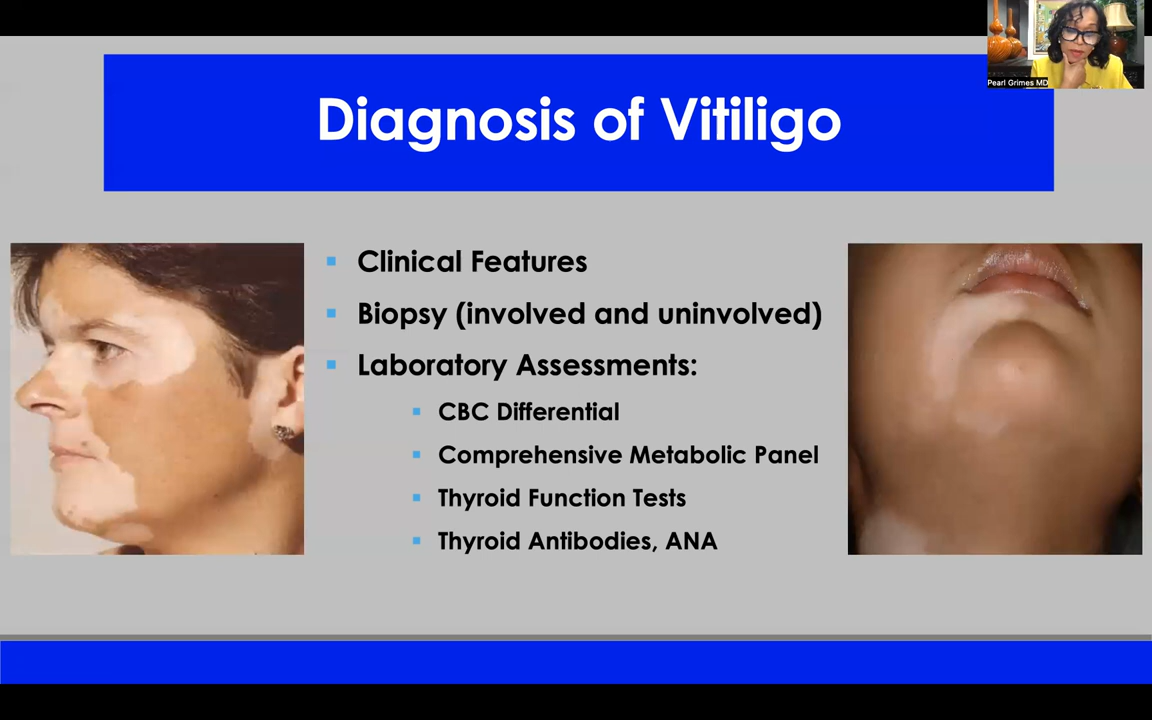 Pearl Grimes MD
Diagnosis of Vitiligo
Clinical Features
Biopsy (involved and uninvolved)
Laboratory Assessments:
CBC Differential
Comprehensive Metabolic Panel
Thyroid Function Tests
Thyroid Antibodies, ANA